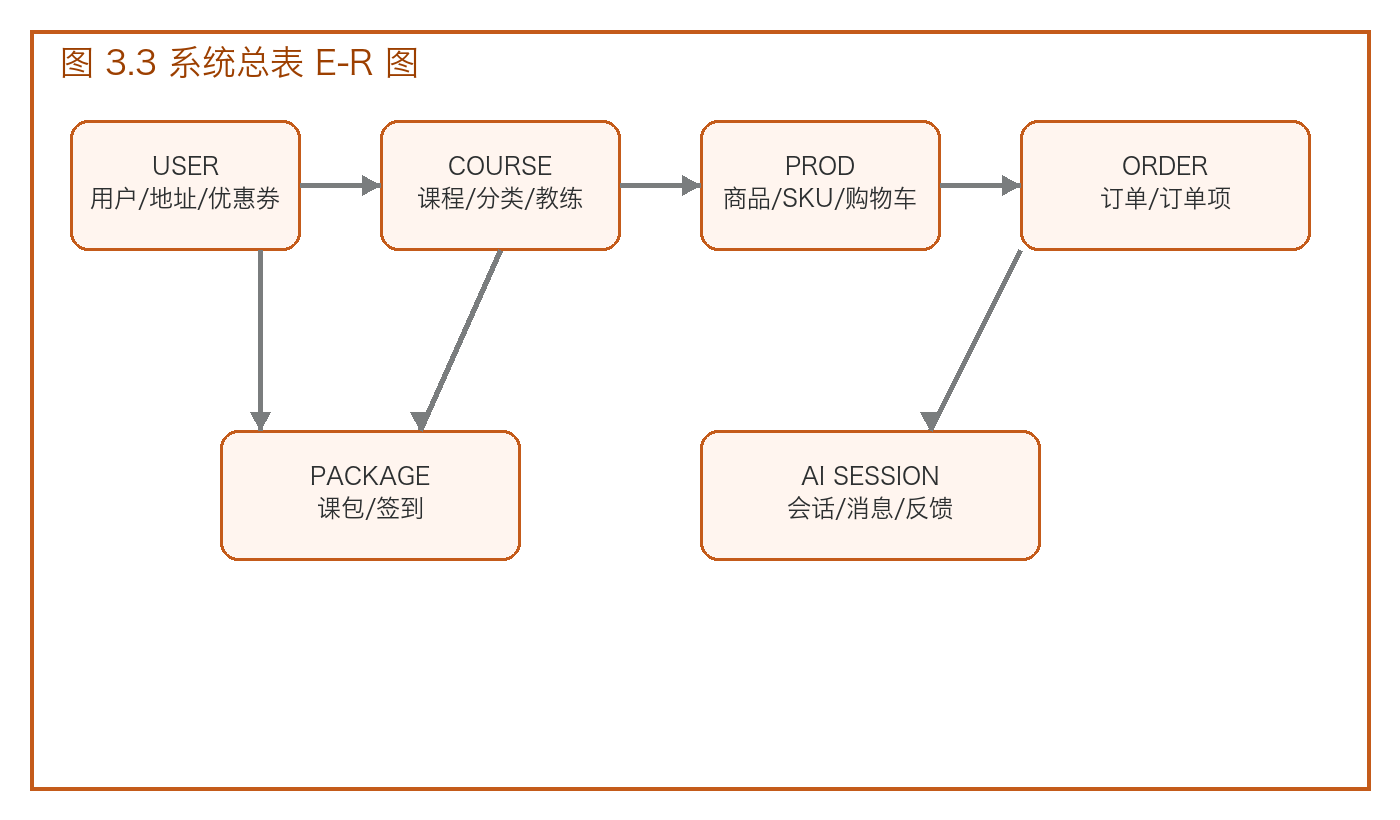 图 3.3 系统总表 E-R 图
USER
用户/地址/优惠券
COURSE
课程/分类/教练
PROD
商品/SKU/购物车
ORDER
订单/订单项
PACKAGE
课包/签到
AI SESSION
会话/消息/反馈